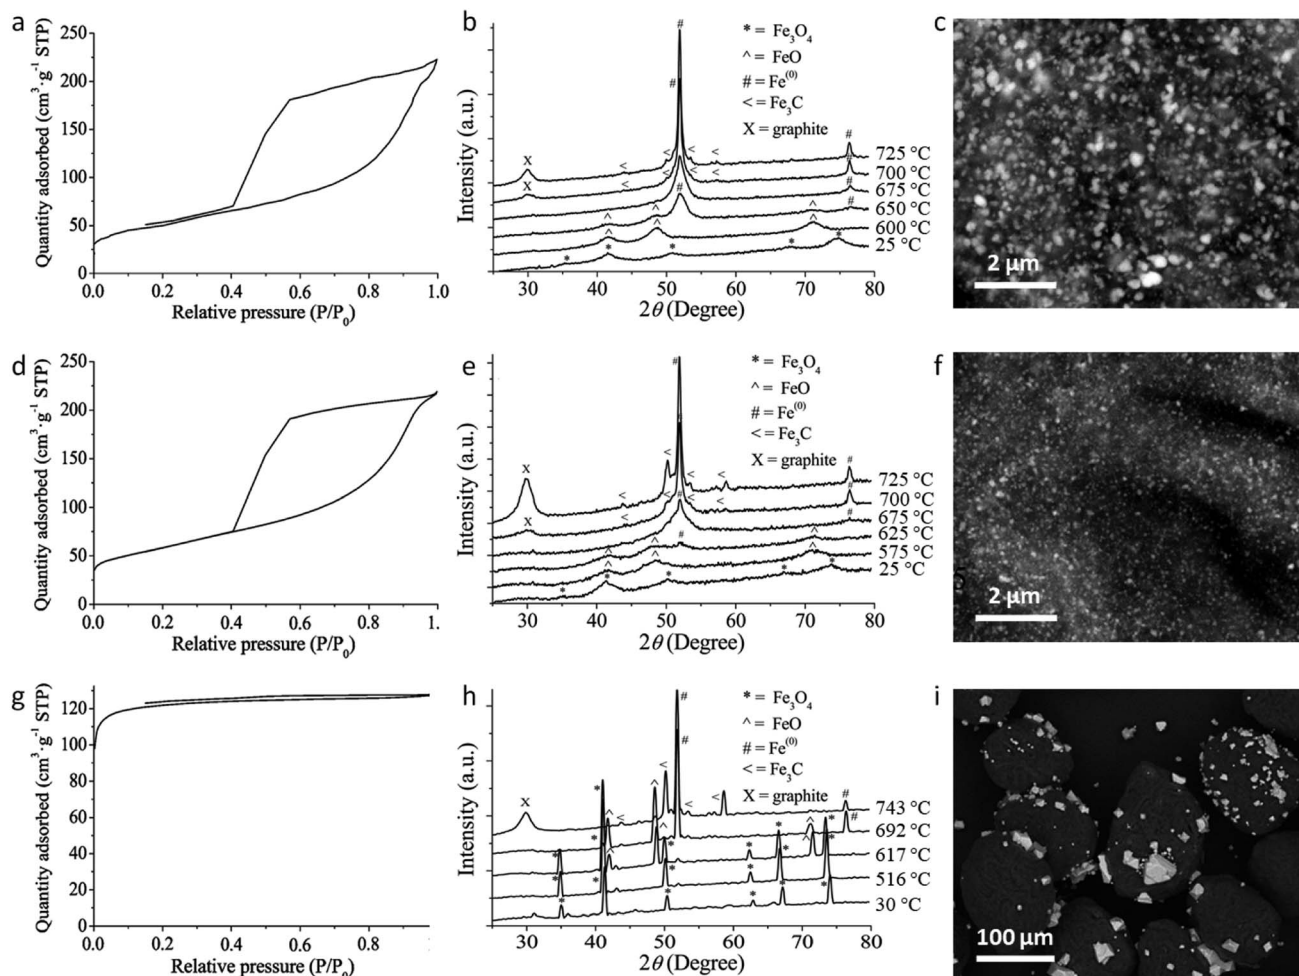 a
Quantity adsorbed (cm³·g⁻¹ STP)
250
200
150
100
50
0
0.0 0.2 0.4 0.6 0.8 1.0
Relative pressure (P/P₀)
b
Intensity (a.u.)
* = Fe₃O₄
^ = FeO
# = Fe⁽⁰⁾
< = Fe₃C
X = graphite
725 °C
700 °C
675 °C
650 °C
600 °C
25 °C
30 40 50 60 70 80
2θ (Degree)
c
2 µm
d
Quantity adsorbed (cm³·g⁻¹ STP)
250
200
150
100
50
0
0.0 0.2 0.4 0.6 0.8 1.
Relative pressure (P/P₀)
e
Intensity (a.u.)
* = Fe₃O₄
^ = FeO
# = Fe⁽⁰⁾
< = Fe₃C
X = graphite
725 °C
700 °C
675 °C
625 °C
575 °C
25 °C
30 40 50 60 70 80
2θ (Degree)
f
2 µm
g
Quantity adsorbed (cm³·g⁻¹ STP)
120
100
80
60
40
20
0
0.0 0.2 0.4 0.6 0.8
Relative pressure (P/P₀)
h
Intensity (a.u.)
* = Fe₃O₄
^ = FeO
# = Fe⁽⁰⁾
< = Fe₃C
X = graphite
743 °C
692 °C
617 °C
516 °C
30 °C
30 40 50 60 70 80
2θ (Degree)
i
100 µm